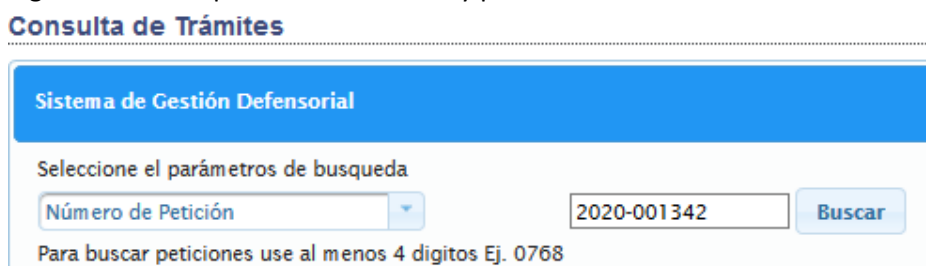 Consulta de Trámites
Sistema de Gestión Defensorial
Seleccione el parámetros de busqueda
Número de Petición 2020-001342 Buscar
Para buscar peticiones use al menos 4 digitos Ej. 0768